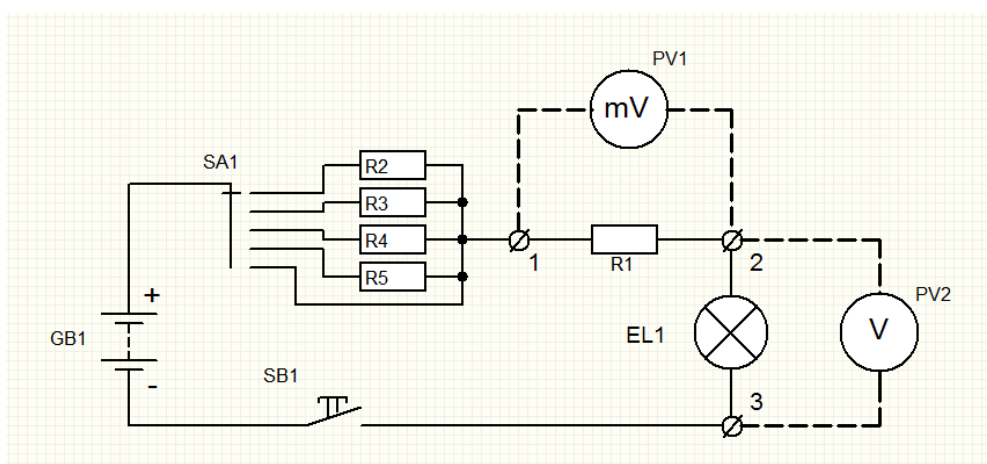 PV1
mV
SA1
R2
R3
R4
R5
1
R1
2
+
GB1
-
SB1
EL1
V
PV2
3